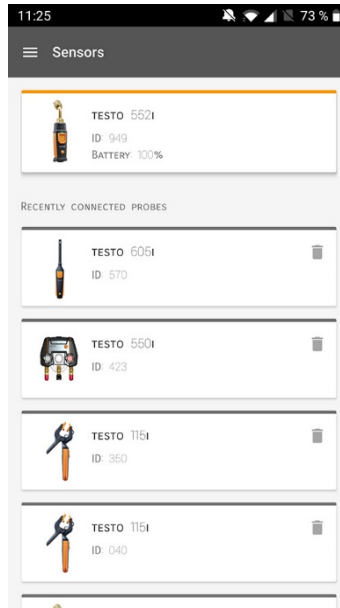 11:25 73 %
Sensors
TESTO 552I
ID: 949
BATTERY: 100%
RECENTLY CONNECTED PROBES
TESTO 605I
ID: 570
TESTO 550I
ID: 423
TESTO 115I
ID: 350
TESTO 115I
ID: 040